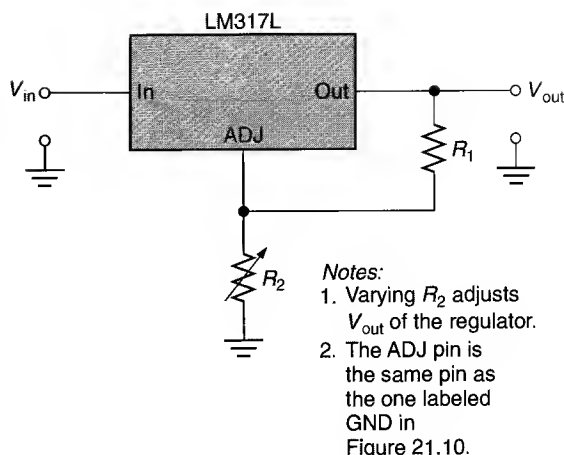 LM317L
V_in
In
Out
V_out
ADJ
R_1
R_2
Notes:
1. Varying R_2 adjusts
V_out of the regulator.
2. The ADJ pin is
the same pin as
the one labeled
GND in
Figure 21.10.